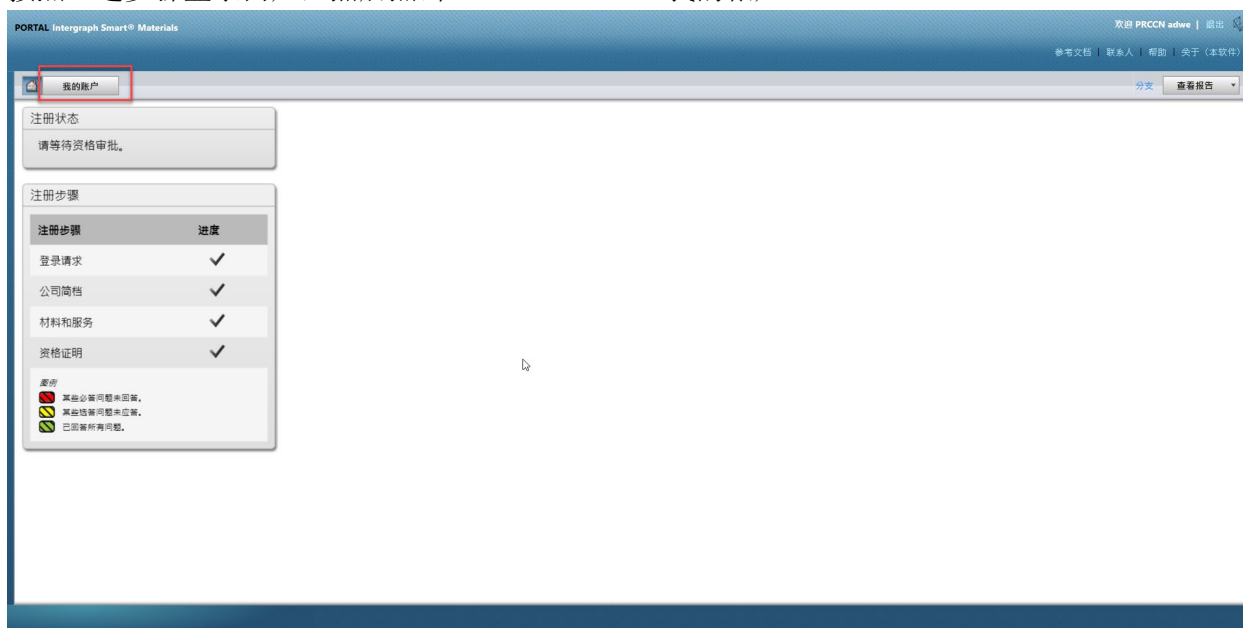 PORTAL Intergraph Smart® Materials
欢迎 PRCCN adwe | 退出
参考文档 | 联系人 | 帮助 | 关于（本软件）
我的账户
分支 查看报告
注册状态
请等待资格审批。
注册步骤
注册步骤 进度
登录请求
公司简档
材料和服务
资格证明
图例
某些必答问题未回答。
某些选答问题未应答。
已回答所有问题。